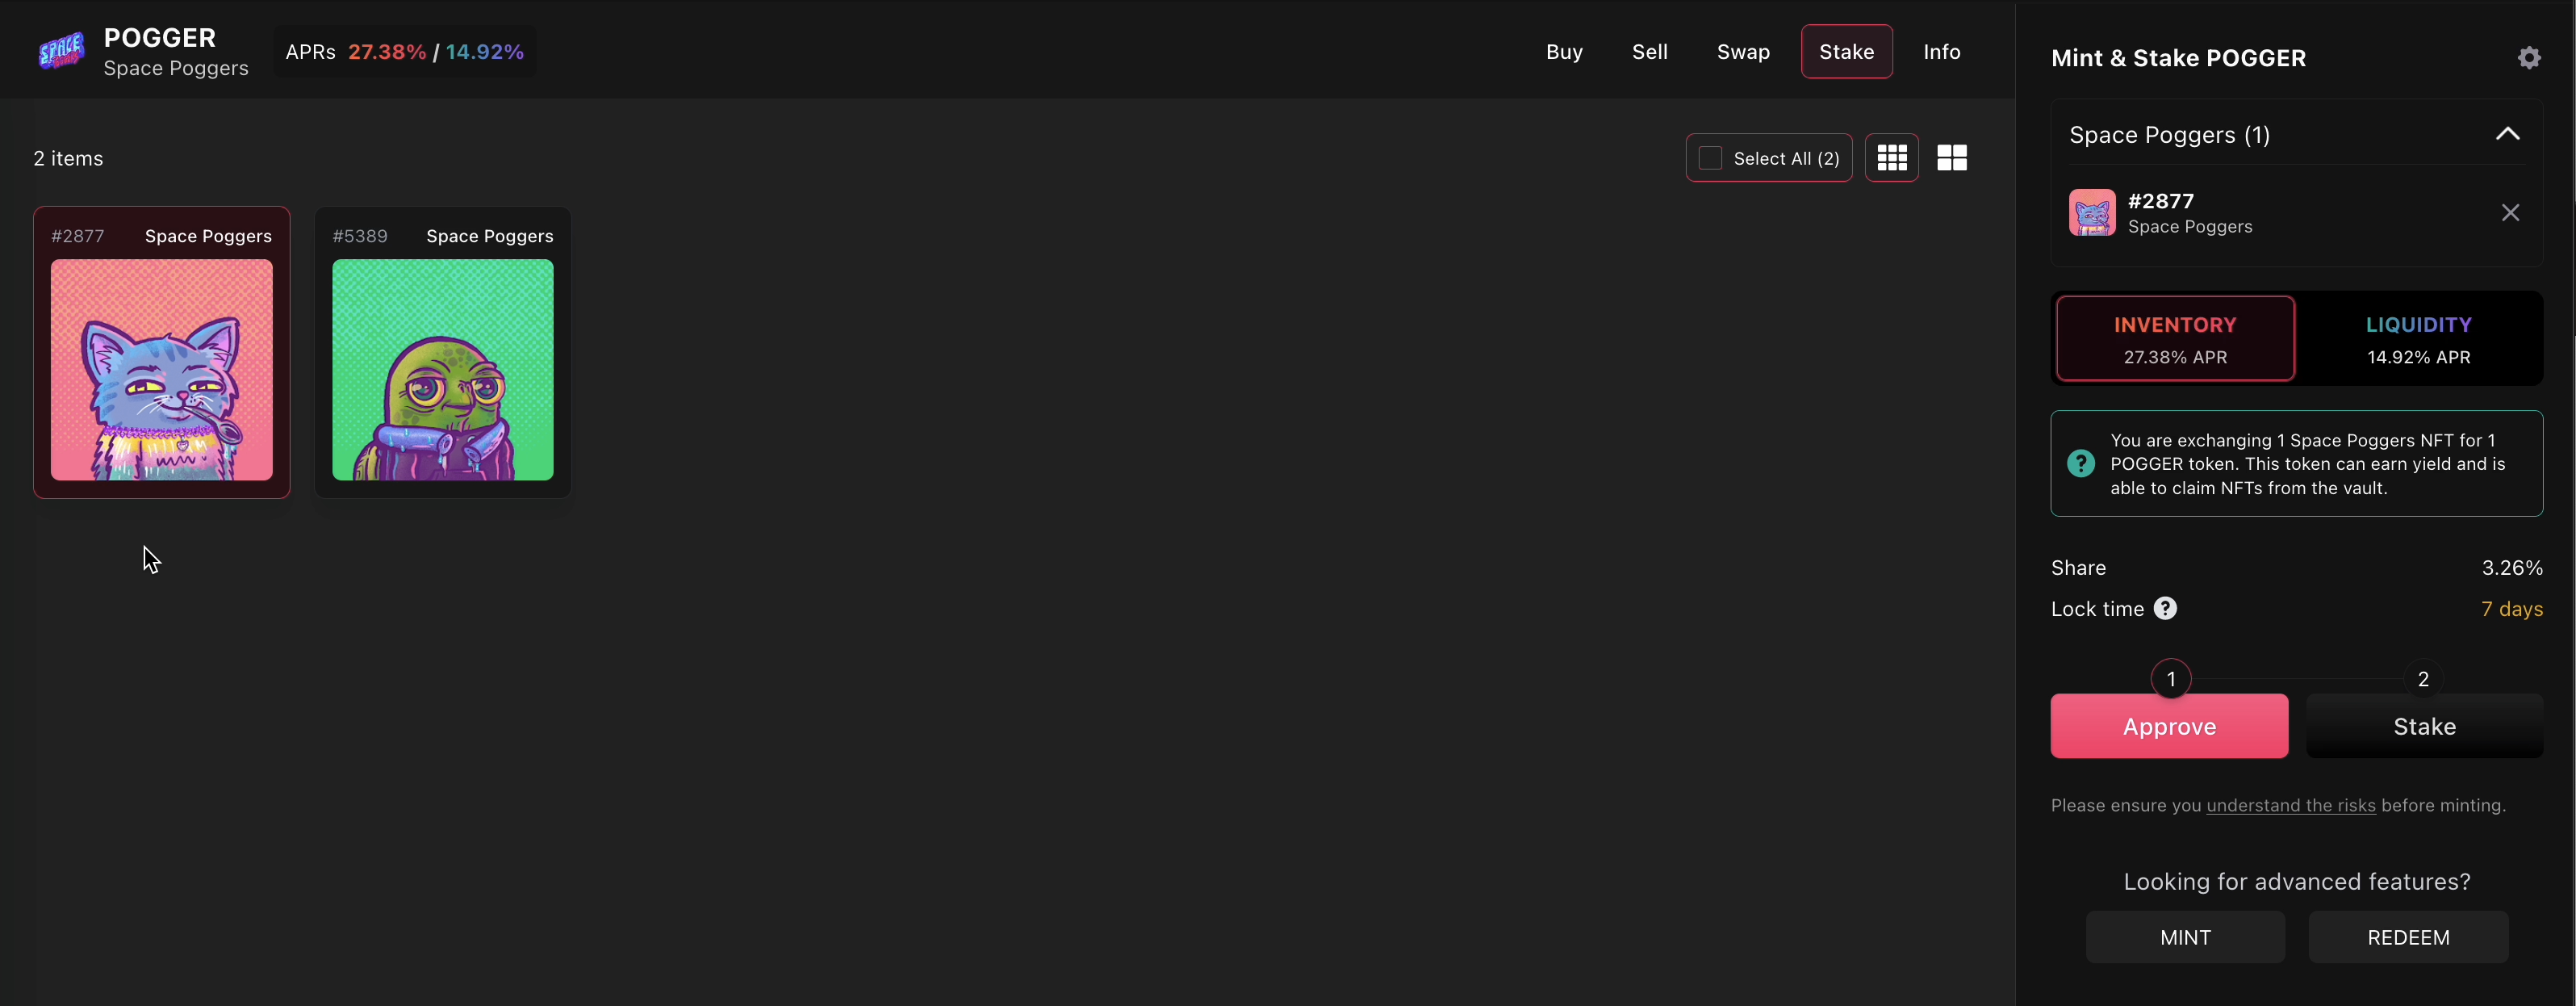 POGGER
Space Poggers
APRs 27.38% / 14.92%
Buy
Sell
Swap
Stake
Info
2 items
Select All (2)
#2877 Space Poggers
#5389 Space Poggers
Mint & Stake POGGER
Space Poggers (1)
#2877
Space Poggers
INVENTORY
27.38% APR
LIQUIDITY
14.92% APR
You are exchanging 1 Space Poggers NFT for 1
POGGER token. This token can earn yield and is
able to claim NFTs from the vault.
Share 3.26%
Lock time ? 7 days
1
2
Approve
Stake
Please ensure you understand the risks before minting.
Looking for advanced features?
MINT
REDEEM